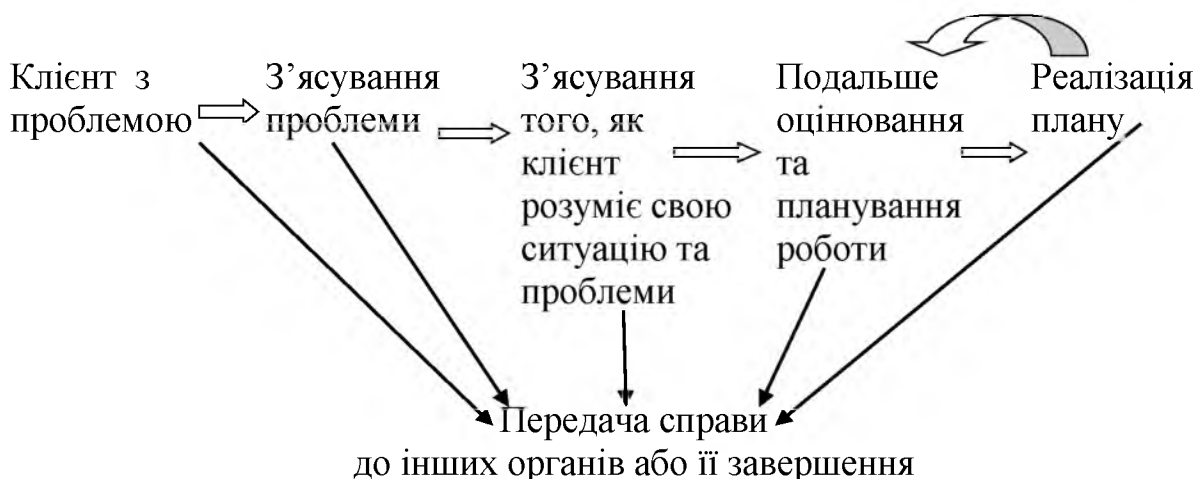 Клієнт з
проблемою
З’ясування
проблеми
З’ясування
того, як
клієнт
розуміє свою
ситуацію та
проблеми
Подальше
оцінювання
та
планування
роботи
Реалізація
плану
Передача справи
до інших органів або її завершення